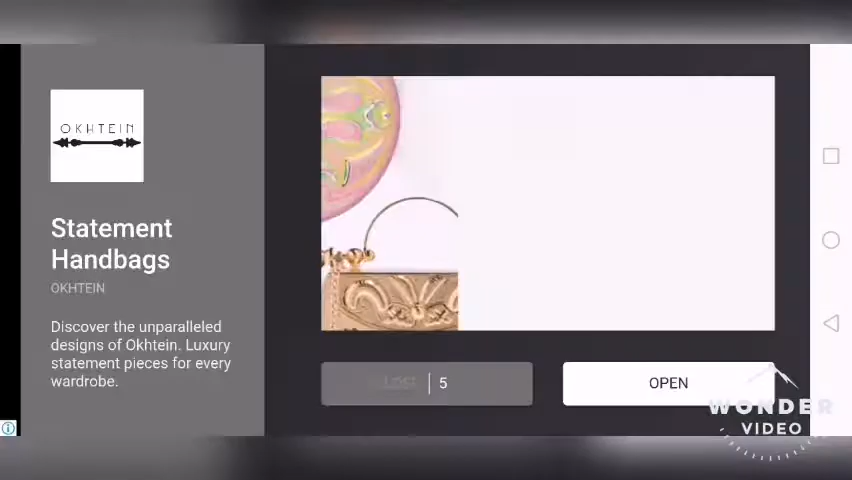 OKHTEIN
Statement
Handbags
OKHTEIN
Discover the unparalleled
designs of Okhtein. Luxury
statement pieces for every
wardrobe.
CLOSE 5
OPEN
WONDER
VIDEO